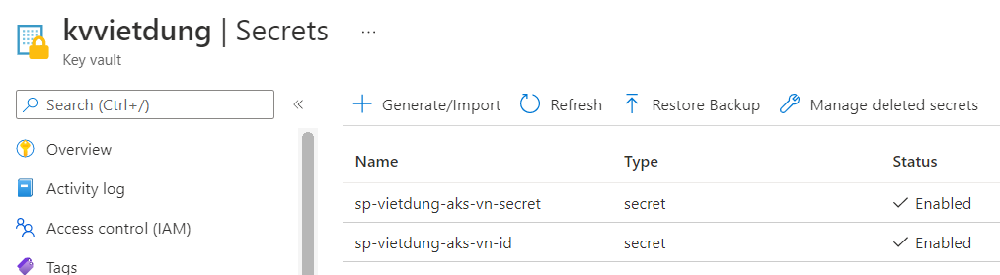 kvvietdung | Secrets ...
Key vault
Search (Ctrl+/)
«
Generate/Import
Refresh
Restore Backup
Manage deleted secrets
Overview
Activity log
Access control (IAM)
Tags
Name Type Status
sp-vietdung-aks-vn-secret secret Enabled
sp-vietdung-aks-vn-id secret Enabled